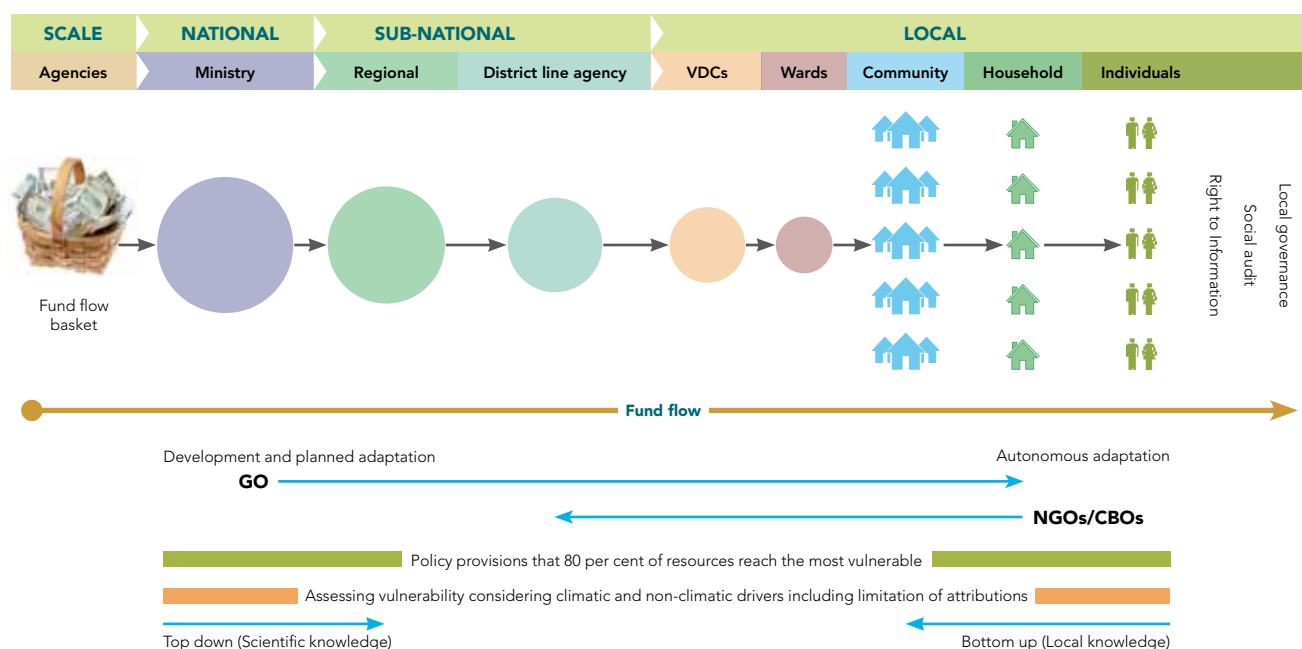 SCALE NATIONAL SUB-NATIONAL LOCAL
Agencies Ministry Regional District line agency VDCs Wards Community Household Individuals
Fund flow
basket
Right to Information
Social audit
Local governance
Fund flow
Development and planned adaptation
Autonomous adaptation
GO
NGOs/CBOs
Policy provisions that 80 per cent of resources reach the most vulnerable
Assessing vulnerability considering climatic and non-climatic drivers including limitation of attributions
Top down (Scientific knowledge)
Bottom up (Local knowledge)